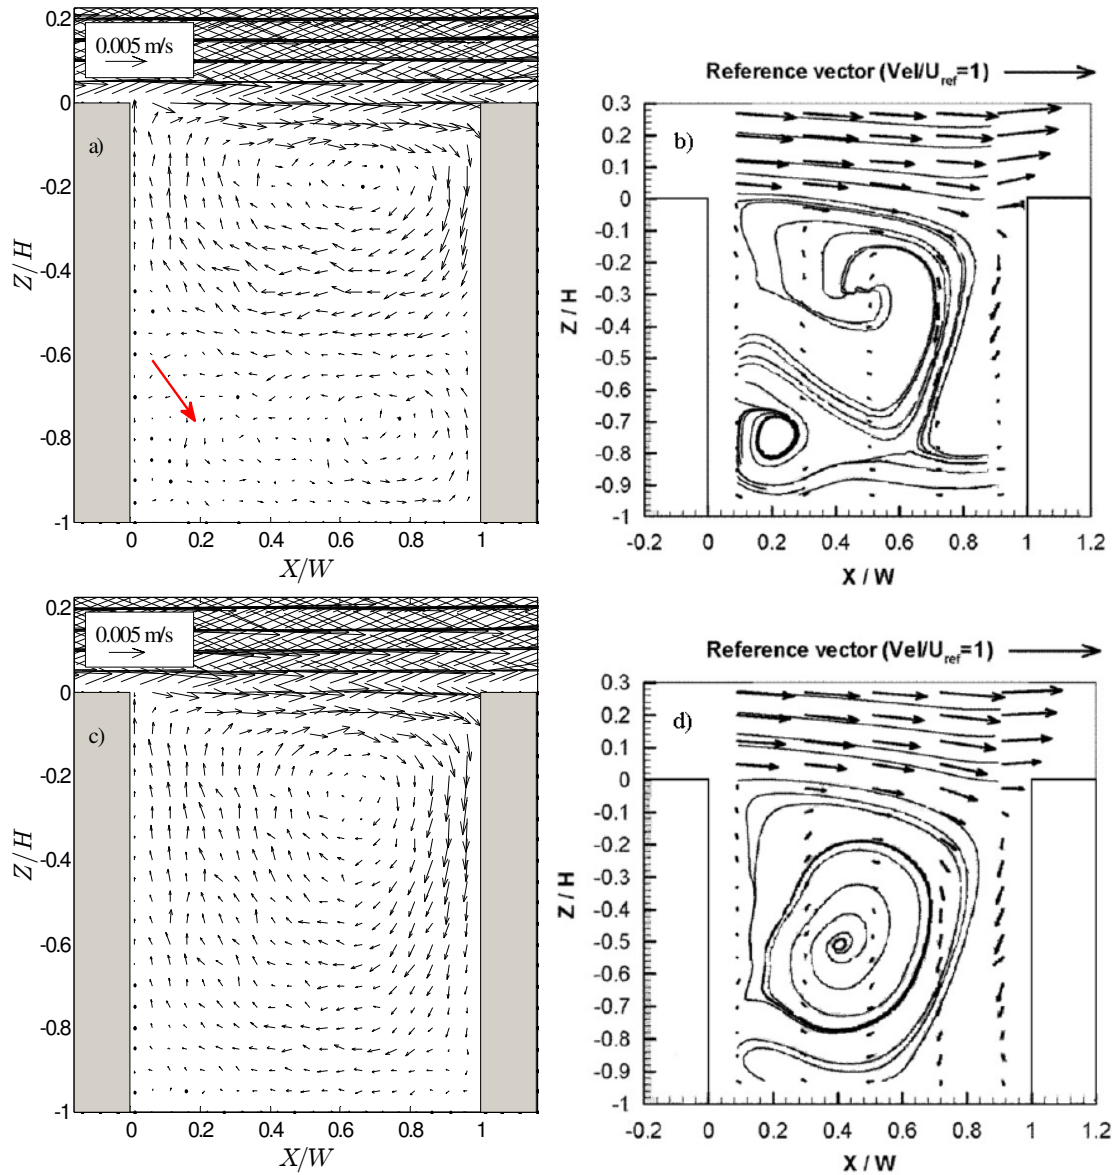 0.005 m/s
a)
0.2
0
-0.2
-0.4
-0.6
-0.8
-1
Z/H
0 0.2 0.4 0.6 0.8 1
X/W
Reference vector (Vel/Uref=1)
b)
0.3
0.2
0.1
0
-0.1
-0.2
-0.3
-0.4
-0.5
-0.6
-0.7
-0.8
-0.9
-1
Z / H
-0.2 0 0.2 0.4 0.6 0.8 1 1.2
X / W
0.005 m/s
c)
0.2
0
-0.2
-0.4
-0.6
-0.8
-1
Z/H
0 0.2 0.4 0.6 0.8 1
X/W
Reference vector (Vel/Uref=1)
d)
0.3
0.2
0.1
0
-0.1
-0.2
-0.3
-0.4
-0.5
-0.6
-0.7
-0.8
-0.9
-1
Z / H
-0.2 0 0.2 0.4 0.6 0.8 1 1.2
X / W